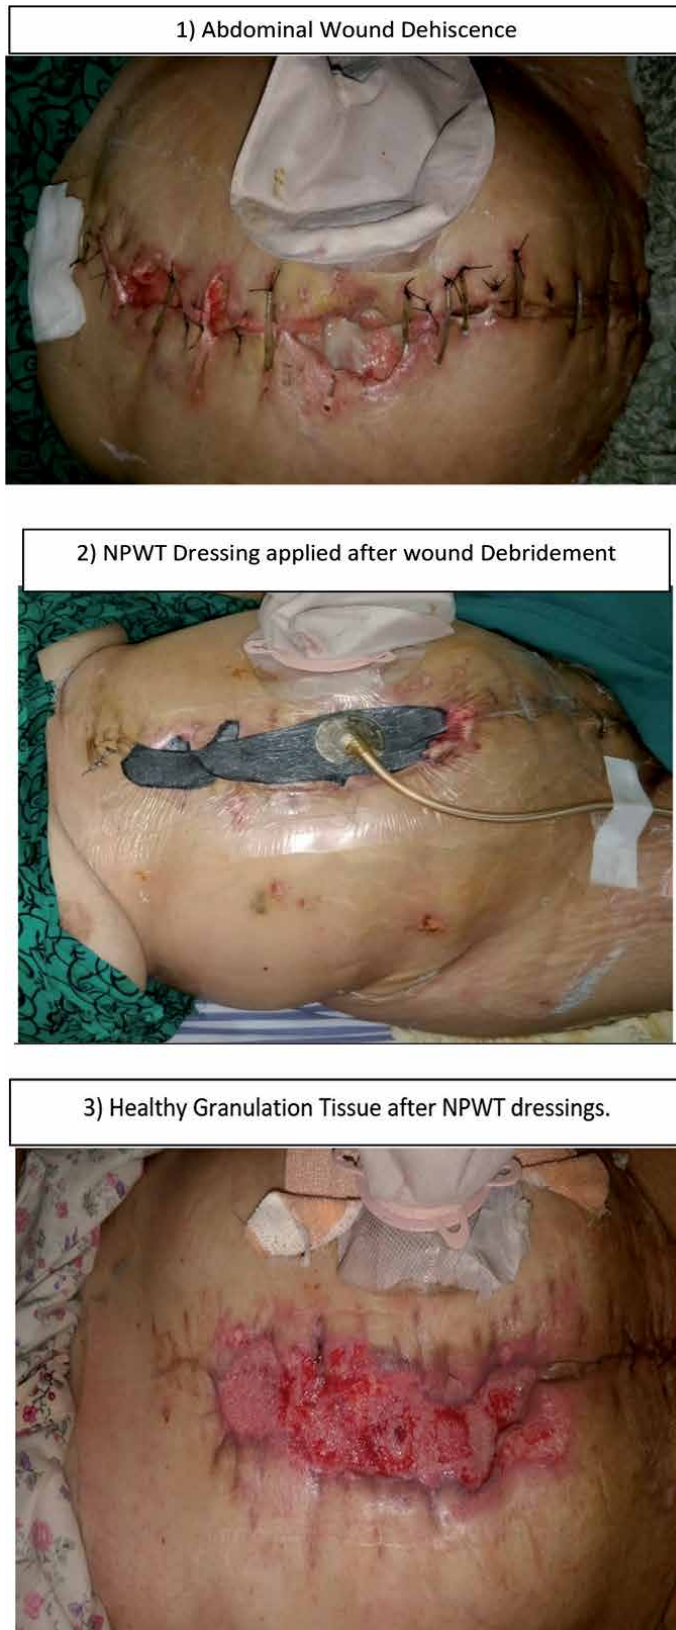 1) Abdominal Wound Dehiscence
2) NPWT Dressing applied after wound Debridement
3) Healthy Granulation Tissue after NPWT dressings.